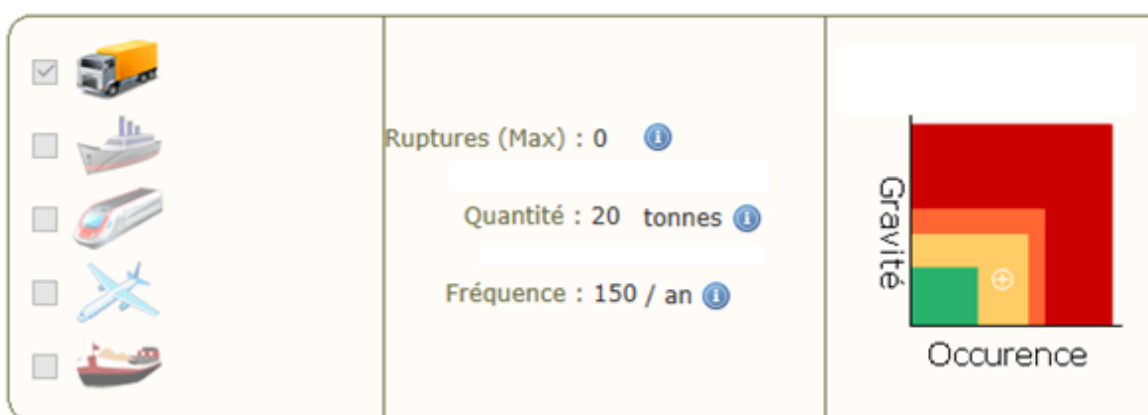 Ruptures (Max) : 0
Quantité : 20 tonnes
Fréquence : 150 / an
Gravité
Occurence